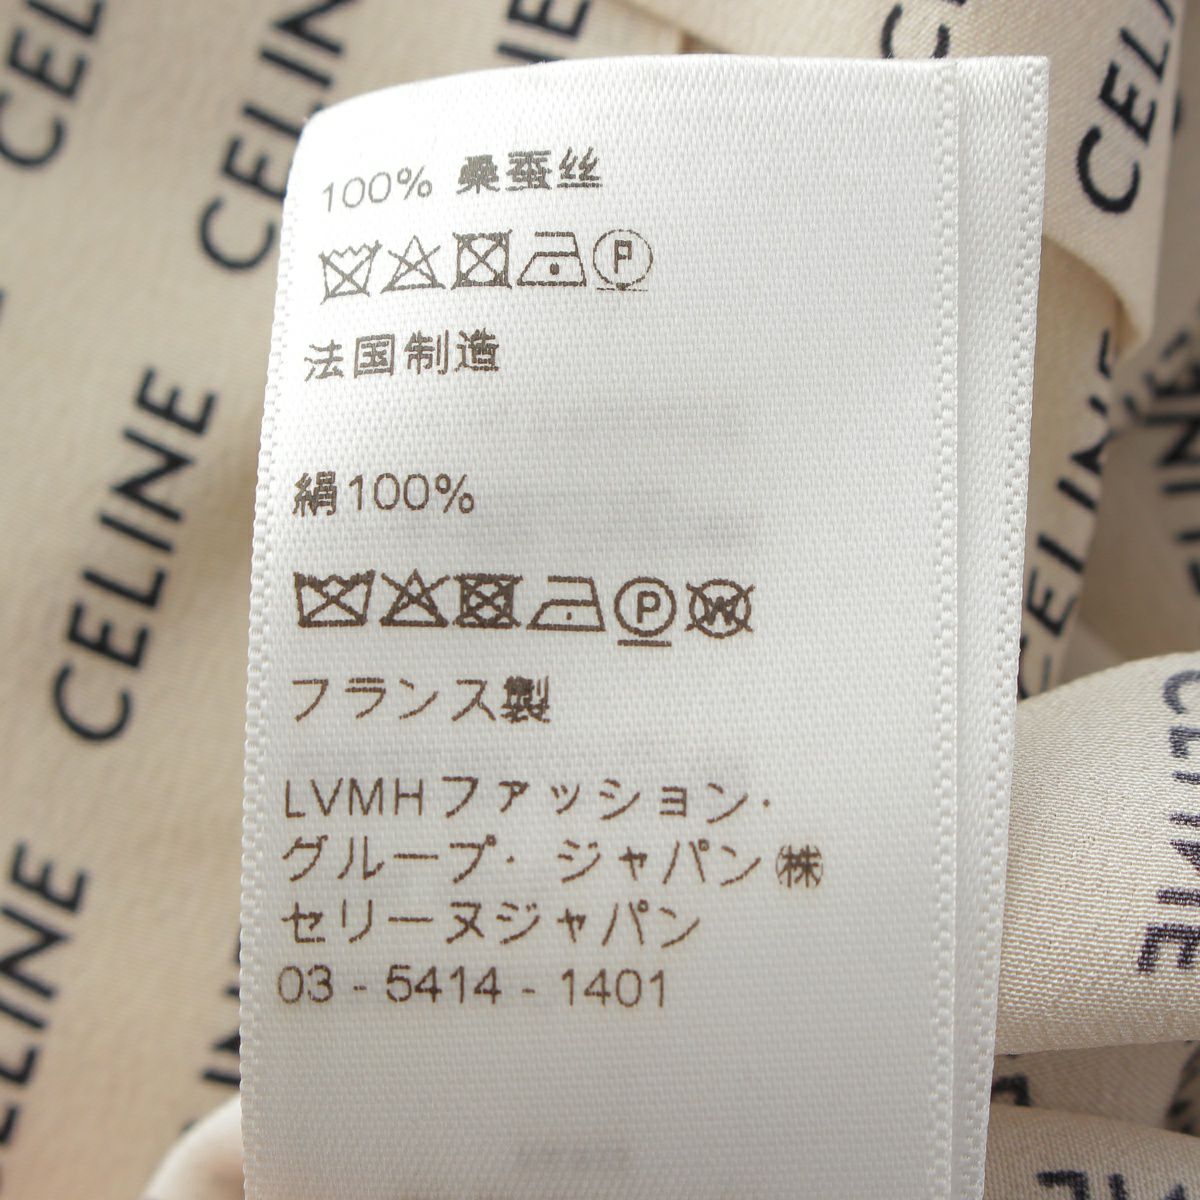 100% 桑蚕丝
P
法国制造
絹100%
P W
フランス製
LVMHファッション・
グループ・ジャパン㈱
セリーヌジャパン
03 - 5414 - 1401
CELINE
CELINE
CELINE
CELINE
CELINE
CELINE